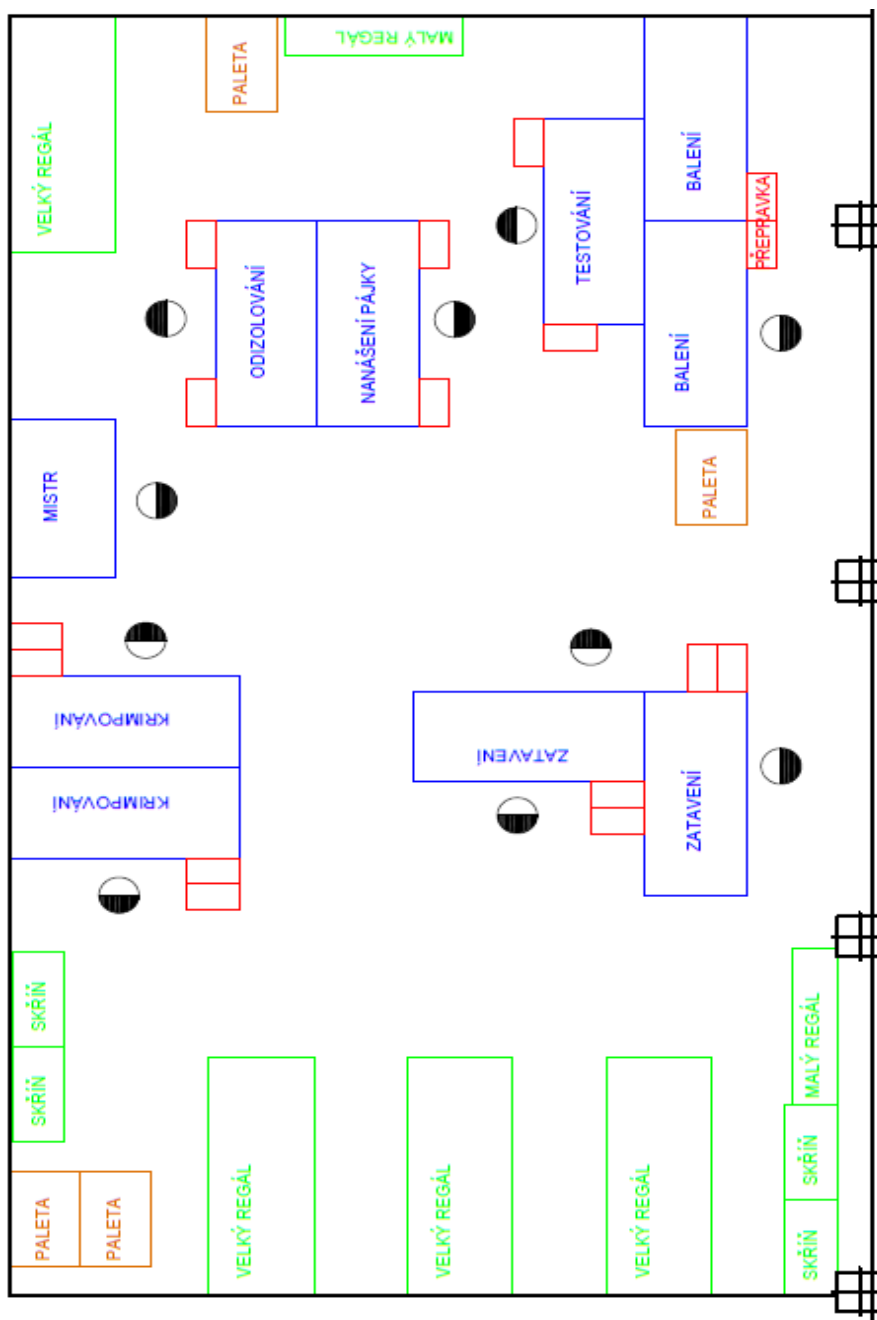 VELKÝ REGÁL
PALETA
MALÝ REGÁL
BALENÍ
PŘEPRAVKA
TESTOVÁNÍ
ODIZOLOVÁNÍ
NANÁŠENÍ PÁJKY
BALENÍ
MISTR
PALETA
KRIMPOVÁNÍ
KRIMPOVÁNÍ
ZATAVENÍ
ZATAVENÍ
SKŘÍŇ
SKŘÍŇ
MALÝ REGÁL
SKŘÍŇ
SKŘÍŇ
PALETA
PALETA
VELKÝ REGÁL
VELKÝ REGÁL
VELKÝ REGÁL